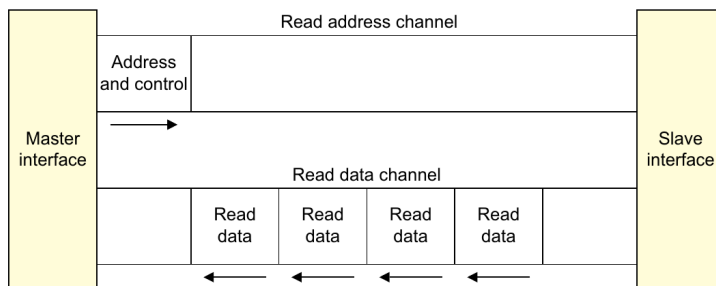 Read address channel
Address
and control
Master
interface
Slave
interface
Read data channel
Read
data
Read
data
Read
data
Read
data